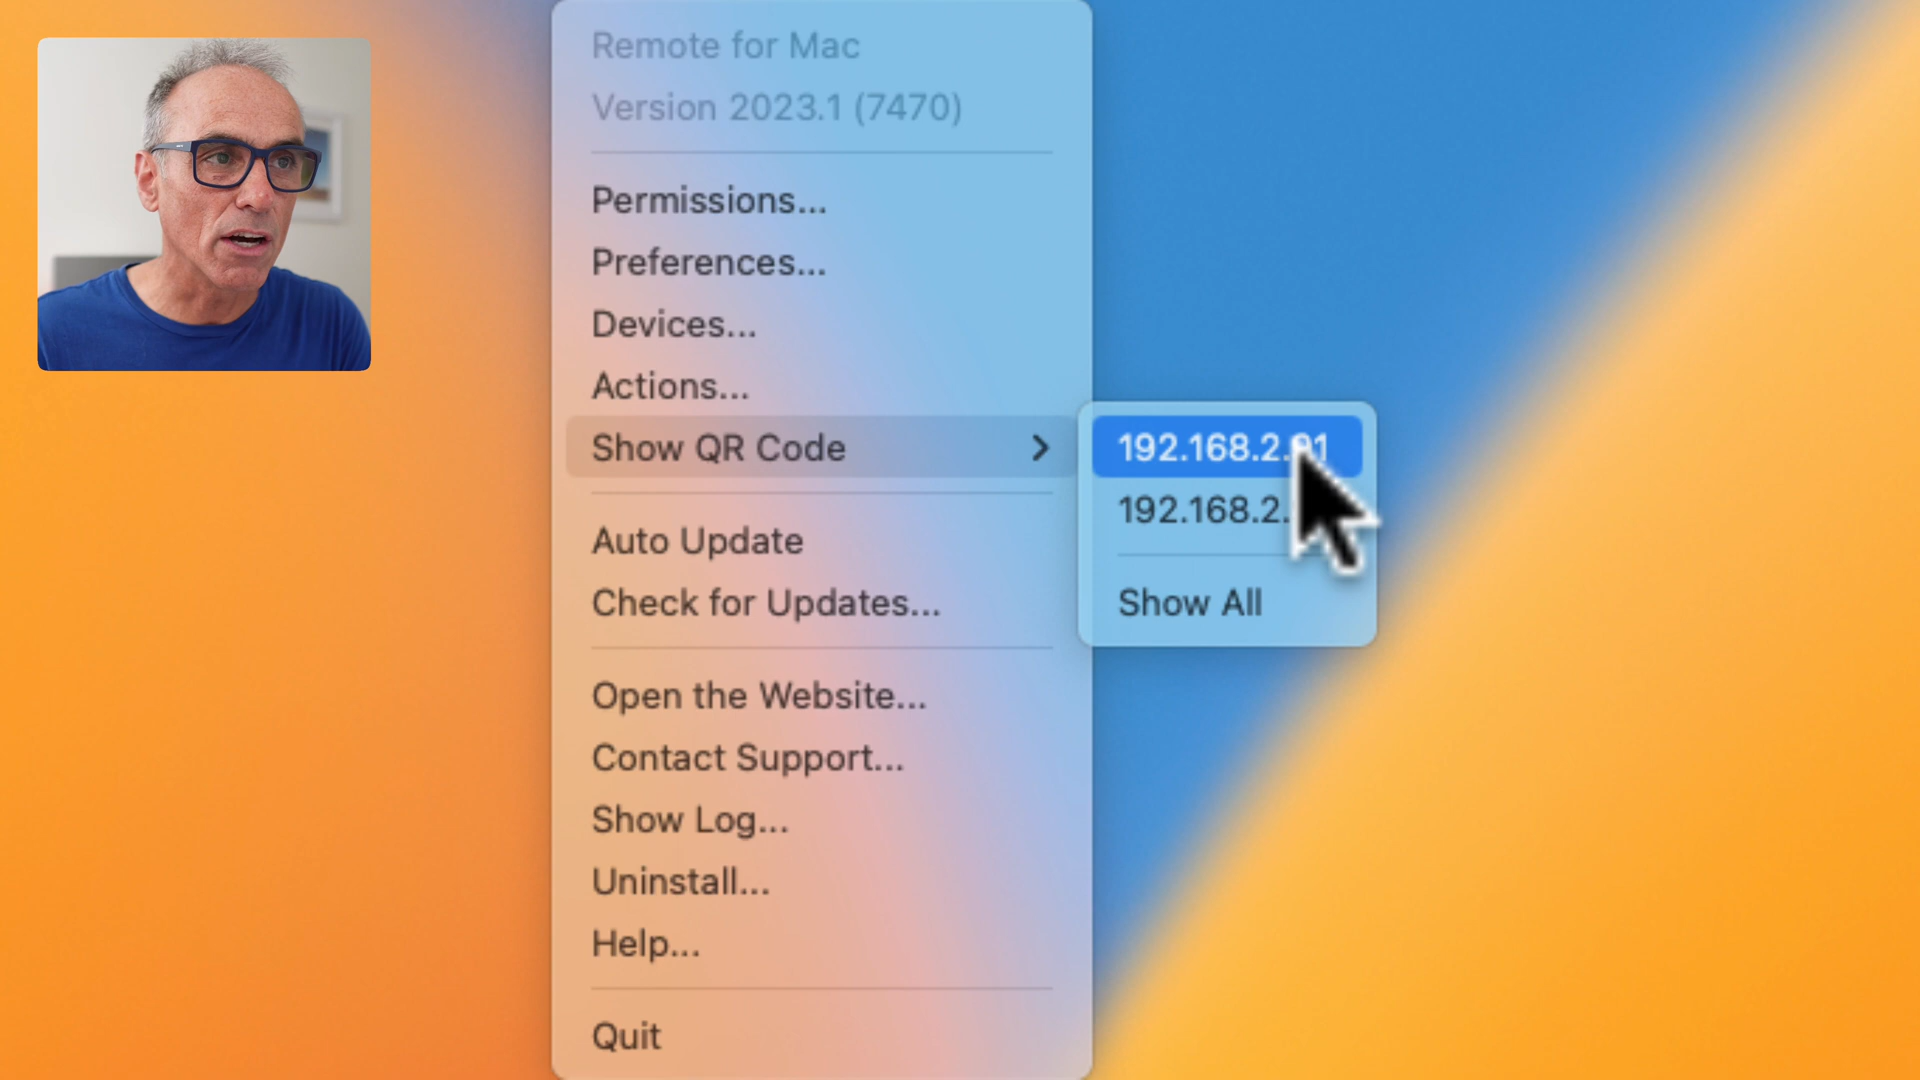 Remote for Mac
Version 2023.1 (7470)
Permissions...
Preferences...
Devices...
Actions...
Show QR Code
192.168.2.
192.168.2.
Auto Update
Show All
Check for Updates...
Open the Website...
Contact Support...
Show Log...
Uninstall...
Help...
Quit